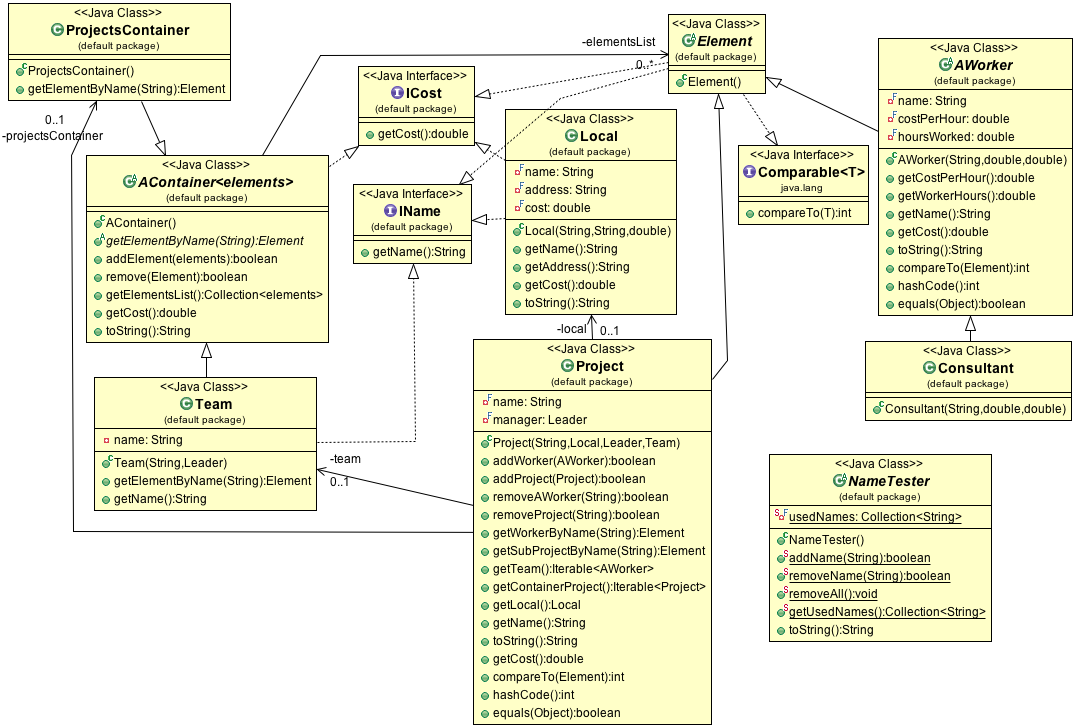 <<Java Class>>
ProjectsContainer
(default package)
ProjectsContainer()
getElementByName(String):Element
<<Java Class>>
Element
(default package)
Element()
<<Java Class>>
AWorker
(default package)
name: String
costPerHour: double
hoursWorked: double
AWorker(String,double,double)
getCostPerHour():double
getWorkerHours():double
getName():String
getCost():double
toString():String
compareTo(Element):int
hashCode():int
equals(Object):boolean
-elementsList
0..*
<<Java Interface>>
ICost
(default package)
getCost():double
<<Java Class>>
Local
(default package)
name: String
address: String
cost: double
Local(String,String,double)
getName():String
getAddress():String
getCost():double
toString():String
0..1
-projectsContainer
<<Java Class>>
AContainer<elements>
(default package)
AContainer()
getElementByName(String):Element
addElement(elements):boolean
remove(Element):boolean
getElementsList():Collection<elements>
getCost():double
toString():String
<<Java Interface>>
IName
(default package)
getName():String
<<Java Interface>>
Comparable<T>
java.lang
compareTo(T):int
-local
0..1
<<Java Class>>
Project
(default package)
name: String
manager: Leader
Project(String,Local,Leader,Team)
addWorker(AWorker):boolean
addProject(Project):boolean
removeAWorker(String):boolean
removeProject(String):boolean
getWorkerByName(String):Element
getSubProjectByName(String):Element
getTeam():Iterable<AWorker>
getContainerProject():Iterable<Project>
getLocal():Local
getName():String
toString():String
getCost():double
compareTo(Element):int
hashCode():int
equals(Object):boolean
<<Java Class>>
Consultant
(default package)
Consultant(String,double,double)
<<Java Class>>
Team
(default package)
name: String
Team(String,Leader)
getElementByName(String):Element
getName():String
-team
0..1
<<Java Class>>
NameTester
(default package)
usedNames: Collection<String>
NameTester()
addName(String):boolean
removeName(String):boolean
removeAll():void
getUsedNames():Collection<String>
toString():String